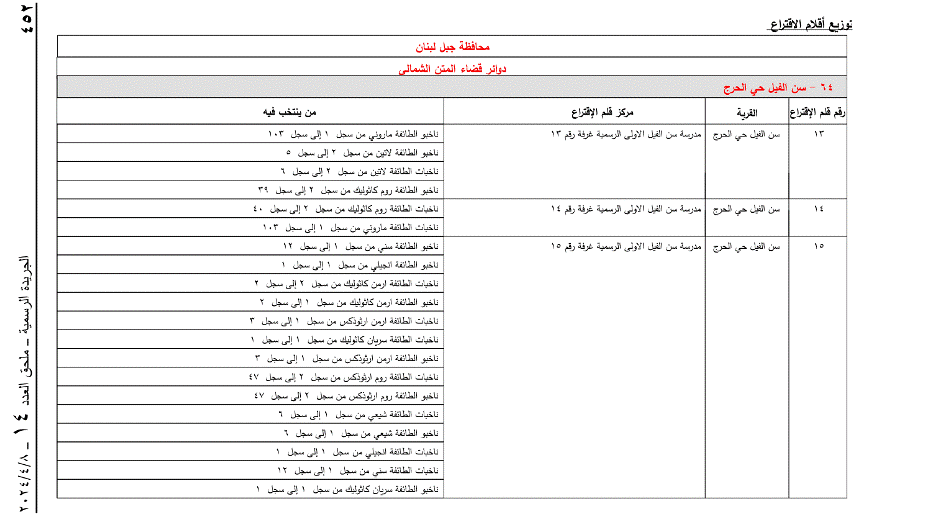 توزيع أقلام الاقتراع
محافظة جبل لبنان
دوائر قضاء المتن الشمالي
٦٤ - سن الفيل حي الحرج
رقم قلم الإقتراع القرية مركز قلم الإقتراع من ينتخب فيه
١٣ سن الفيل حي الحرج مدرسة سن الفيل الاولى الرسمية غرفة رقم ١٣ ناخبو الطائفة ماروني من سجل ١ إلى سجل ١٠٣
ناخبو الطائفة لاتين من سجل ٢ إلى سجل ٥
ناخبات الطائفة لاتين من سجل ٢ إلى سجل ٦
ناخبو الطائفة روم كاثوليك من سجل ٢ إلى سجل ٣٩
١٤ سن الفيل حي الحرج مدرسة سن الفيل الاولى الرسمية غرفة رقم ١٤ ناخبات الطائفة روم كاثوليك من سجل ٢ إلى سجل ٤٠
ناخبات الطائفة ماروني من سجل ١ إلى سجل ١٠٣
١٥ سن الفيل حي الحرج مدرسة سن الفيل الاولى الرسمية غرفة رقم ١٥ ناخبو الطائفة سني من سجل ١ إلى سجل ١٢
ناخبو الطائفة انجيلي من سجل ١ إلى سجل ١
ناخبات الطائفة ارمن كاثوليك من سجل ٢ إلى سجل ٢
ناخبو الطائفة ارمن كاثوليك من سجل ١ إلى سجل ٢
ناخبات الطائفة ارمن ارثوذكس من سجل ١ إلى سجل ٣
ناخبات الطائفة سريان كاثوليك من سجل ١ إلى سجل ١
ناخبو الطائفة ارمن ارثوذكس من سجل ١ إلى سجل ٣
ناخبات الطائفة روم ارثوذكس من سجل ٢ إلى سجل ٤٧
ناخبو الطائفة روم ارثوذكس من سجل ٢ إلى سجل ٤٧
ناخبات الطائفة شيعي من سجل ١ إلى سجل ٦
ناخبو الطائفة شيعي من سجل ١ إلى سجل ٦
ناخبات الطائفة انجيلي من سجل ١ إلى سجل ١
ناخبات الطائفة سني من سجل ١ إلى سجل ١٢
ناخبو الطائفة سريان كاثوليك من سجل ١ إلى سجل ١
٤٥٢
الجريدة الرسمية – ملحق العدد ١٤ – ٢٠٢٤/٤/٨